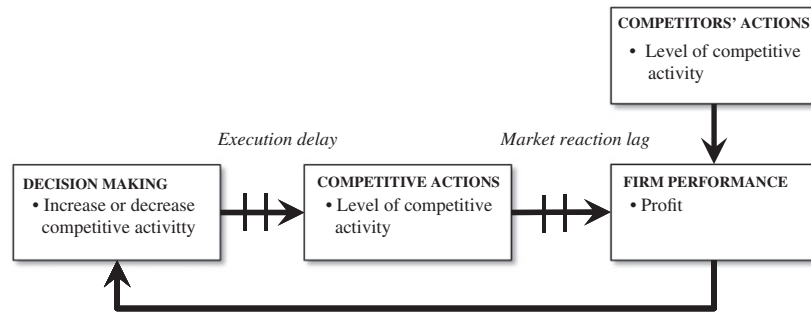 COMPETITORS' ACTIONS
• Level of competitive
activity
Execution delay
Market reaction lag
DECISION MAKING
• Increase or decrease
competitive activitty
COMPETITIVE ACTIONS
• Level of competitive
activity
FIRM PERFORMANCE
• Profit